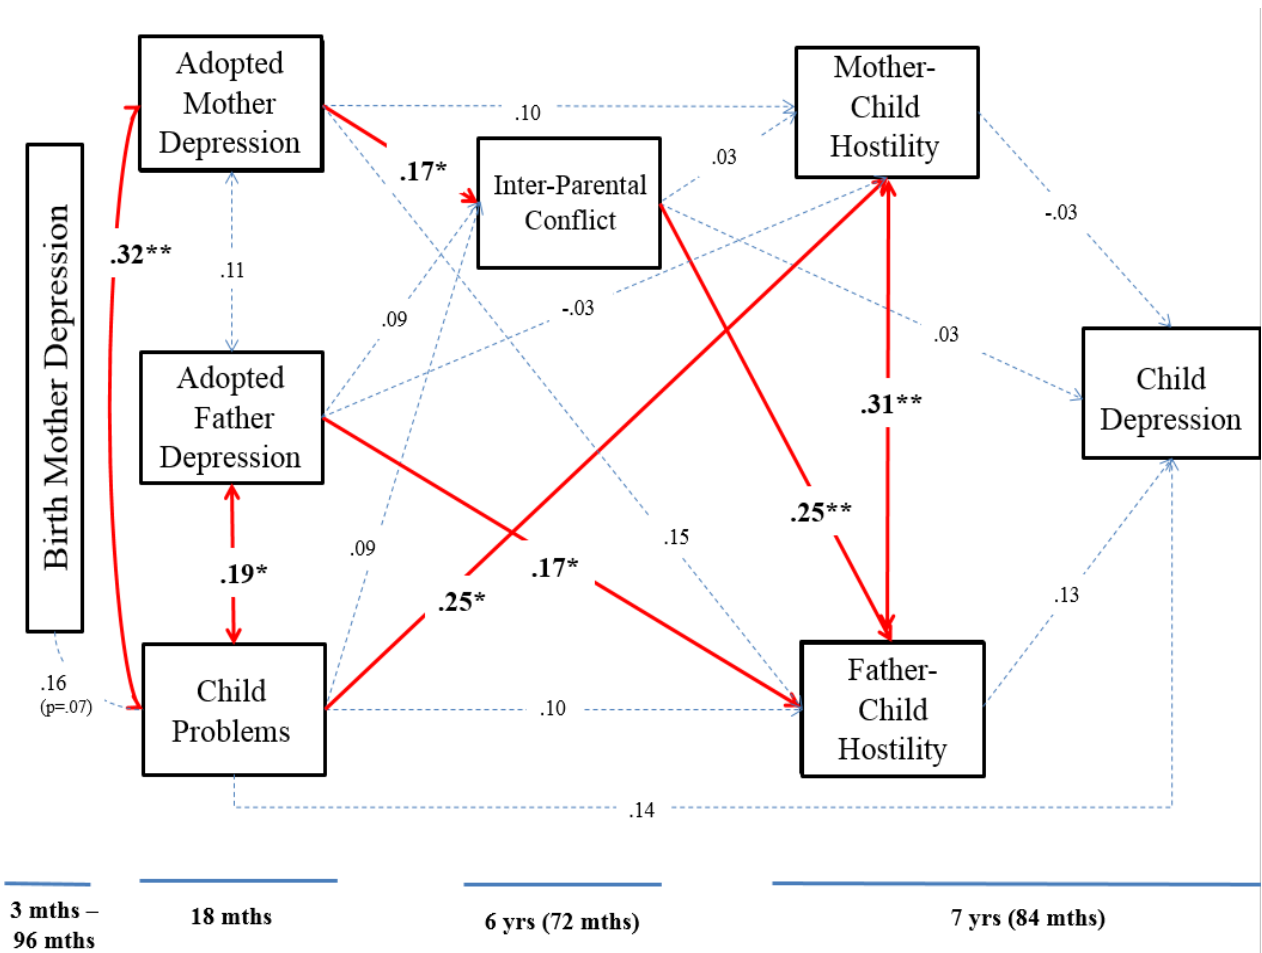 Adopted
Mother
Depression
Mother-
Child
Hostility
.10
.17*
.03
Inter-Parental
Conflict
-.03
Birth Mother Depression
.32**
.11
.09
-.03
.03
Adopted
Father
Depression
Child
Depression
.31**
.25**
.09
.15
.19*
.17*
.25*
.13
.16
(p=.07)
Child
Problems
.10
Father-
Child
Hostility
.14
3 mths –
96 mths
18 mths
6 yrs (72 mths)
7 yrs (84 mths)